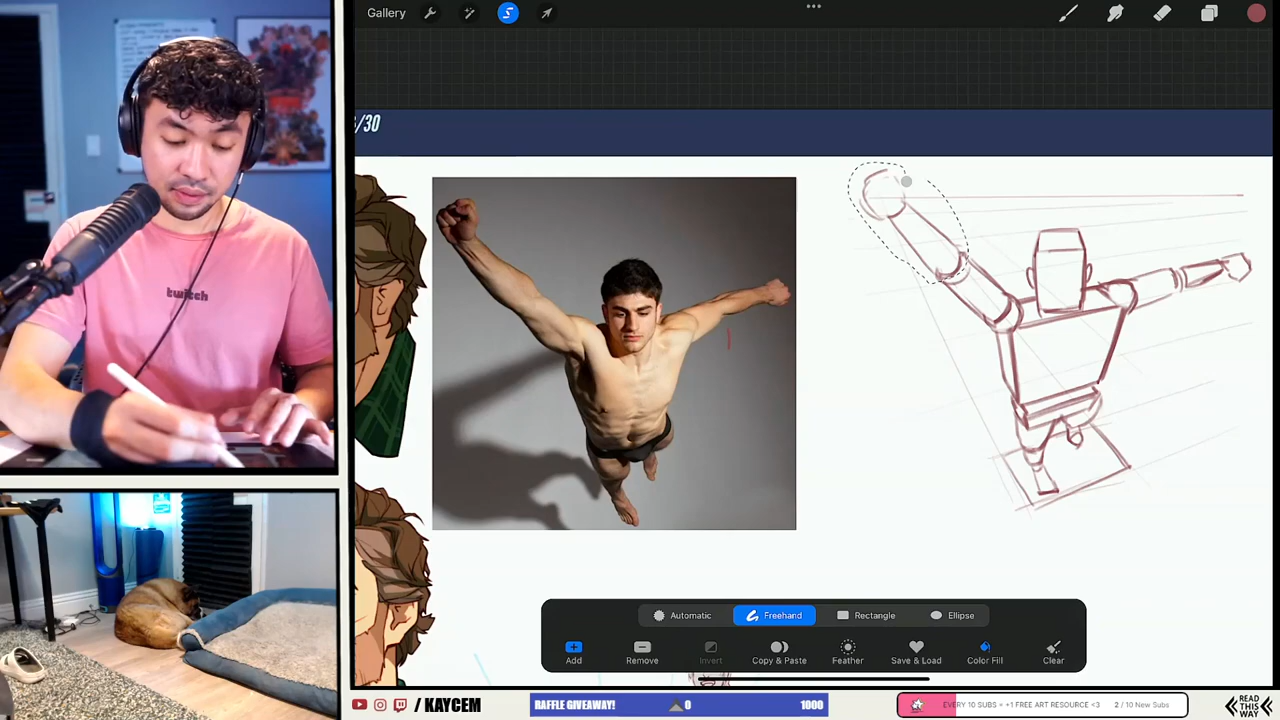 Gallery
/30
twitch
Automatic
Freehand
Rectangle
Ellipse
Add
Remove
Invert
Copy & Paste
Feather
Save & Load
Color Fill
Clear
/ KAYCEM
RAFFLE GIVEAWAY!
0
1000
EVERY 10 SUBS = +1 FREE ART RESOURCE <3
2 / 10 New Subs
READ
THIS
WAY